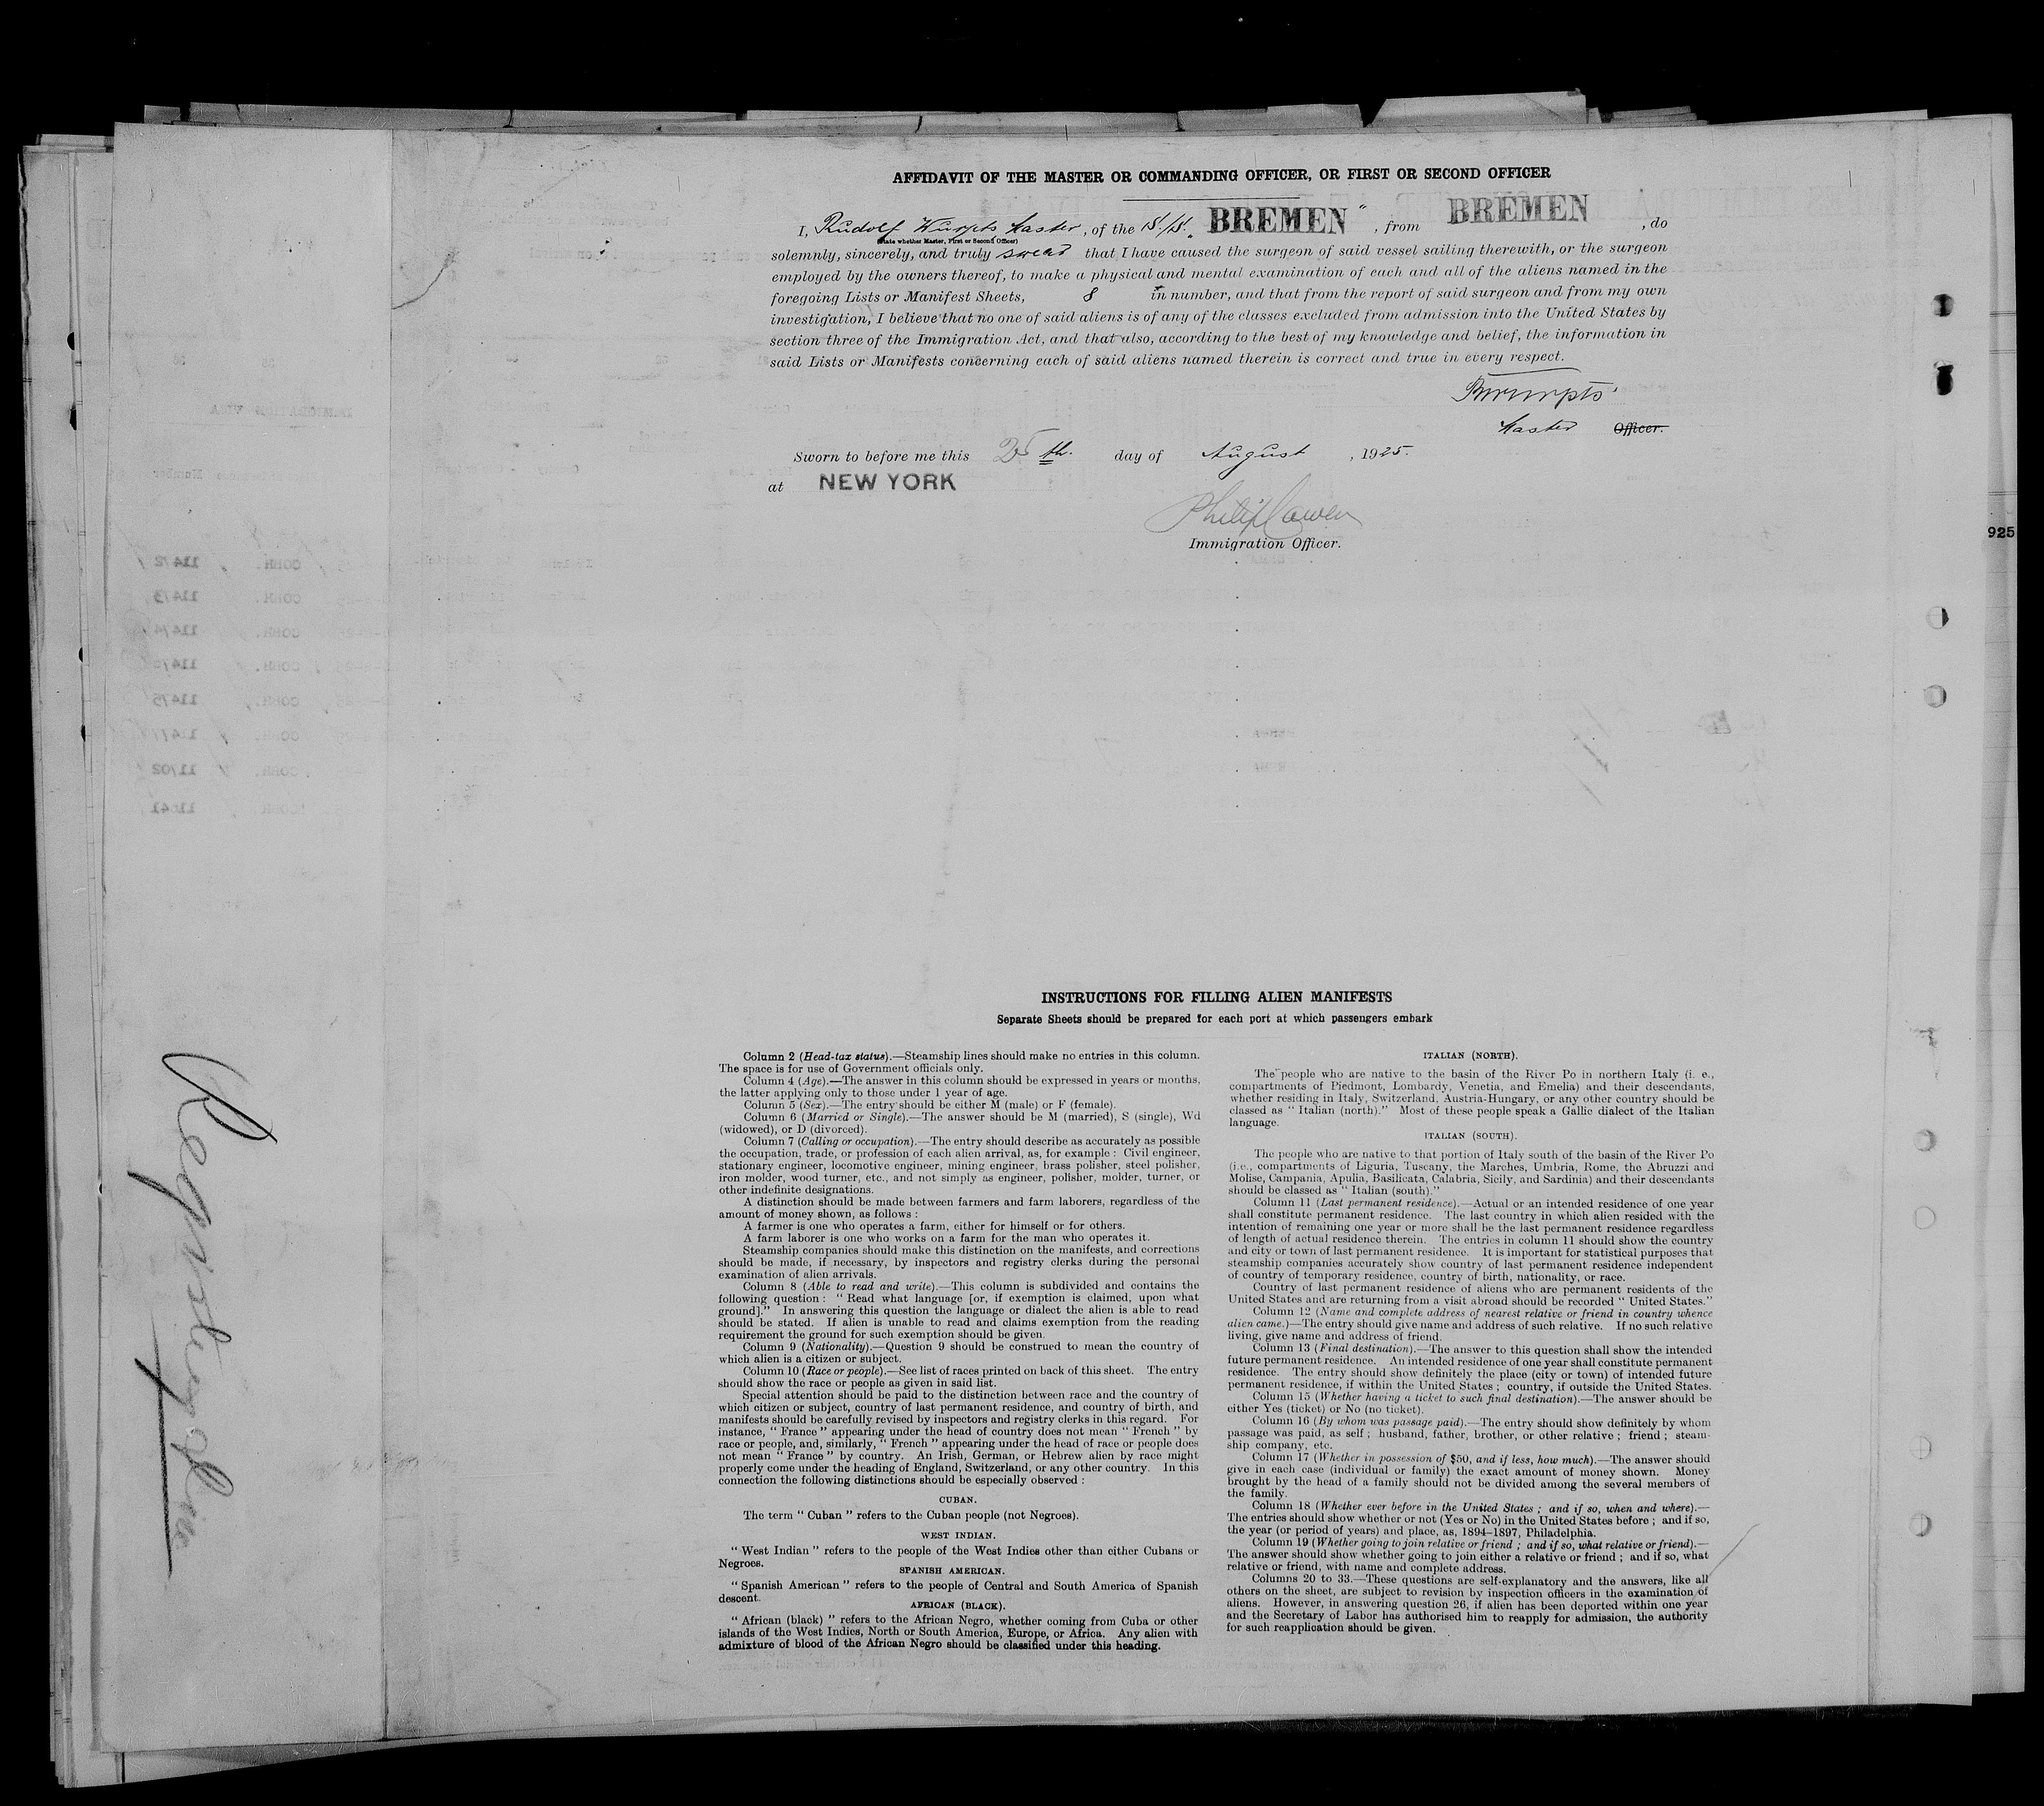 AFFIDAVIT OF THE MASTER OR COMMANDING OFFICER, OR FIRST OR SECOND OFFICER
I, Rudolf Wurpts Master, of the S/S. " BREMEN ", from BREMEN, do
(State whether Master, First or Second Officer)
solemnly, sincerely, and truly swear that I have caused the surgeon of said vessel sailing therewith, or the surgeon
employed by the owners thereof, to make a physical and mental examination of each and all of the aliens named in the
foregoing Lists or Manifest Sheets, 8 in number, and that from the report of said surgeon and from my own
investigation, I believe that no one of said aliens is of any of the classes excluded from admission into the United States by
section three of the Immigration Act, and that also, according to the best of my knowledge and belief, the information in
said Lists or Manifests concerning each of said aliens named therein is correct and true in every respect.
Master Officer.
Sworn to before me this 25th. day of August, 1925.
at NEW YORK
Philip Cowen
Immigration Officer.
925
INSTRUCTIONS FOR FILLING ALIEN MANIFESTS
Separate Sheets should be prepared for each port at which passengers embark
Column 2 (Head-tax status).—Steamship lines should make no entries in this column.
The space is for use of Government officials only.
Column 4 (Age).—The answer in this column should be expressed in years or months,
the latter applying only to those under 1 year of age.
Column 5 (Sex).—The entry should be either M (male) or F (female).
Column 6 (Married or Single).—The answer should be M (married), S (single), Wd
(widowed), or D (divorced).
Column 7 (Calling or occupation).—The entry should describe as accurately as possible
the occupation, trade, or profession of each alien arrival, as, for example : Civil engineer,
stationary engineer, locomotive engineer, mining engineer, brass polisher, steel polisher,
iron molder, wood turner, etc., and not simply as engineer, polisher, molder, turner, or
other indefinite designations.
A distinction should be made between farmers and farm laborers, regardless of the
amount of money shown, as follows :
A farmer is one who operates a farm, either for himself or for others.
A farm laborer is one who works on a farm for the man who operates it.
Steamship companies should make this distinction on the manifests, and corrections
should be made, if necessary, by inspectors and registry clerks during the personal
examination of alien arrivals.
Column 8 (Able to read and write).—This column is subdivided and contains the
following question : " Read what language [or, if exemption is claimed, upon what
ground]." In answering this question the language or dialect the alien is able to read
should be stated. If alien is unable to read and claims exemption from the reading
requirement the ground for such exemption should be given.
Column 9 (Nationality).—Question 9 should be construed to mean the country of
which alien is a citizen or subject.
Column 10 (Race or people).—See list of races printed on back of this sheet. The entry
should show the race or people as given in said list.
Special attention should be paid to the distinction between race and the country of
which citizen or subject, country of last permanent residence, and country of birth, and
manifests should be carefully revised by inspectors and registry clerks in this regard. For
instance, " France " appearing under the head of country does not mean " French " by
race or people, and, similarly, " French " appearing under the head of race or people does
not mean " France " by country. An Irish, German, or Hebrew alien by race might
properly come under the heading of England, Switzerland, or any other country. In this
connection the following distinctions should be especially observed :
CUBAN.
The term " Cuban " refers to the Cuban people (not Negroes).
WEST INDIAN.
" West Indian " refers to the people of the West Indies other than either Cubans or
Negroes.
SPANISH AMERICAN.
" Spanish American " refers to the people of Central and South America of Spanish
descent.
AFRICAN (BLACK).
" African (black) " refers to the African Negro, whether coming from Cuba or other
islands of the West Indies, North or South America, Europe, or Africa. Any alien with
admixture of blood of the African Negro should be classified under this heading.
ITALIAN (NORTH).
The people who are native to the basin of the River Po in northern Italy (i. e.,
compartments of Piedmont, Lombardy, Venetia, and Emelia) and their descendants,
whether residing in Italy, Switzerland, Austria-Hungary, or any other country should be
classed as " Italian (north)." Most of these people speak a Gallic dialect of the Italian
language.
ITALIAN (SOUTH).
The people who are native to that portion of Italy south of the basin of the River Po
(i.e., compartments of Liguria, Tuscany, the Marches, Umbria, Rome, the Abruzzi and
Molise, Campania, Apulia, Basilicata, Calabria, Sicily, and Sardinia) and their descendants
should be classed as " Italian (south)."
Column 11 (Last permanent residence).—Actual or an intended residence of one year
shall constitute permanent residence. The last country in which alien resided with the
intention of remaining one year or more shall be the last permanent residence regardless
of length of actual residence therein. The entries in column 11 should show the country
and city or town of last permanent residence. It is important for statistical purposes that
steamship companies accurately show country of last permanent residence independent
of country of temporary residence, country of birth, nationality, or race.
Country of last permanent residence of aliens who are permanent residents of the
United States and are returning from a visit abroad should be recorded " United States."
Column 12 (Name and complete address of nearest relative or friend in country whence
alien came.)—The entry should give name and address of such relative. If no such relative
living, give name and address of friend.
Column 13 (Final destination).—The answer to this question shall show the intended
future permanent residence. An intended residence of one year shall constitute permanent
residence. The entry should show definitely the place (city or town) of intended future
permanent residence, if within the United States ; country, if outside the United States.
Column 15 (Whether having a ticket to such final destination).—The answer should be
either Yes (ticket) or No (no ticket).
Column 16 (By whom was passage paid).—The entry should show definitely by whom
passage was paid, as self ; husband, father, brother, or other relative ; friend ; steam-
ship company, etc.
Column 17 (Whether in possession of $50, and if less, how much).—The answer should
give in each case (individual or family) the exact amount of money shown. Money
brought by the head of a family should not be divided among the several members of
the family.
Column 18 (Whether ever before in the United States ; and if so, when and where).—
The entries should show whether or not (Yes or No) in the United States before ; and if so,
the year (or period of years) and place, as, 1894–1897, Philadelphia.
Column 19 (Whether going to join relative or friend ; and if so, what relative or friend).—
The answer should show whether going to join either a relative or friend ; and if so, what
relative or friend, with name and complete address.
Columns 20 to 33.—These questions are self-explanatory and the answers, like all
others on the sheet, are subject to revision by inspection officers in the examination of
aliens. However, in answering question 26, if alien has been deported within one year
and the Secretary of Labor has authorised him to reapply for admission, the authority
for such reapplication should be given.